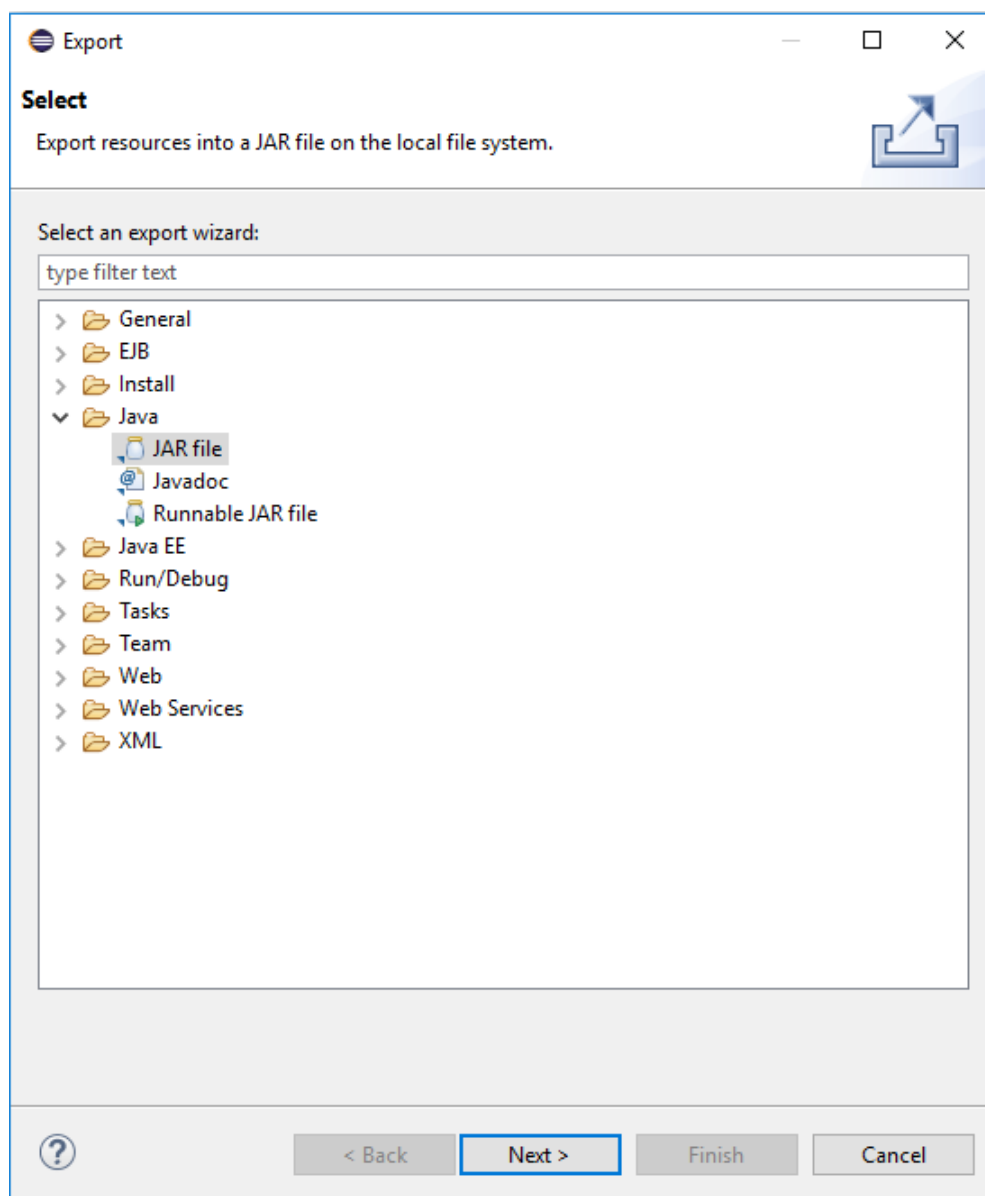 Export
Select
Export resources into a JAR file on the local file system.
Select an export wizard:
type filter text
General
EJB
Install
Java
JAR file
Javadoc
Runnable JAR file
Java EE
Run/Debug
Tasks
Team
Web
Web Services
XML
? < Back Next > Finish Cancel